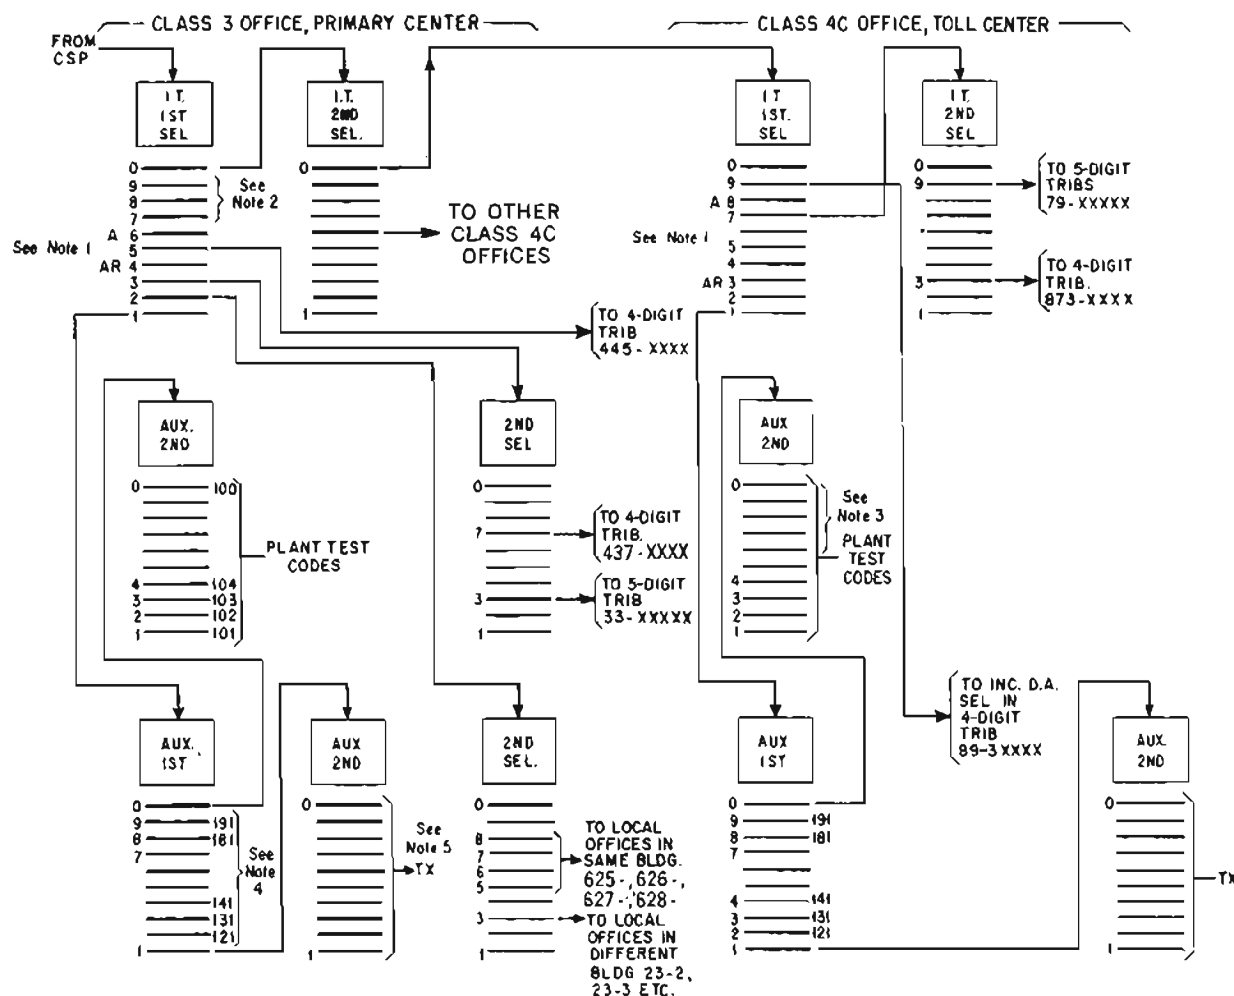 CLASS 3 OFFICE, PRIMARY CENTER
CLASS 4C OFFICE, TOLL CENTER
FROM
CSP
I.T.
1ST
SEL
I.T.
2ND
SEL.
I T
1ST.
SEL
I.T.
2ND
SEL
0
9
8
7
A 6
5
AR 4
3
2
1
See
Note 2
See Note 1
0
1
TO OTHER
CLASS 4C
OFFICES
0
9
A 8
7
5
4
AR 3
2
1
See Note 1
0
9
3
1
TO 5-DIGIT
TRIBS
79-XXXXX
TO 4-DIGIT
TRIB.
873-XXXX
TO 4-DIGIT
TRIB
445-XXXX
AUX.
2ND
0
4
3
2
1
100
104
103
102
101
PLANT TEST
CODES
2ND
SEL
0
7
3
1
TO 4-DIGIT
TRIB.
437-XXXX
TO 5-DIGIT
TRIB
33-XXXXX
AUX
2ND
0
4
3
2
1
See
Note 3
PLANT
TEST
CODES
AUX.
1ST
0
9
8
7
1
191
181
141
131
121
See
Note
4
AUX
2ND
0
1
See
Note 5
TX
2ND
SEL.
0
8
7
6
5
3
1
TO LOCAL
OFFICES IN
SAME BLDG.
625-,626-,
627-,628-
TO LOCAL
OFFICES IN
DIFFERENT
BLDG 23-2,
23-3 ETC.
AUX
1ST
0
9
8
7
4
3
2
1
191
181
141
131
121
TO INC. D.A.
SEL IN
4-DIGIT
TRIB
89-3XXXX
AUX.
2ND
0
1
TX